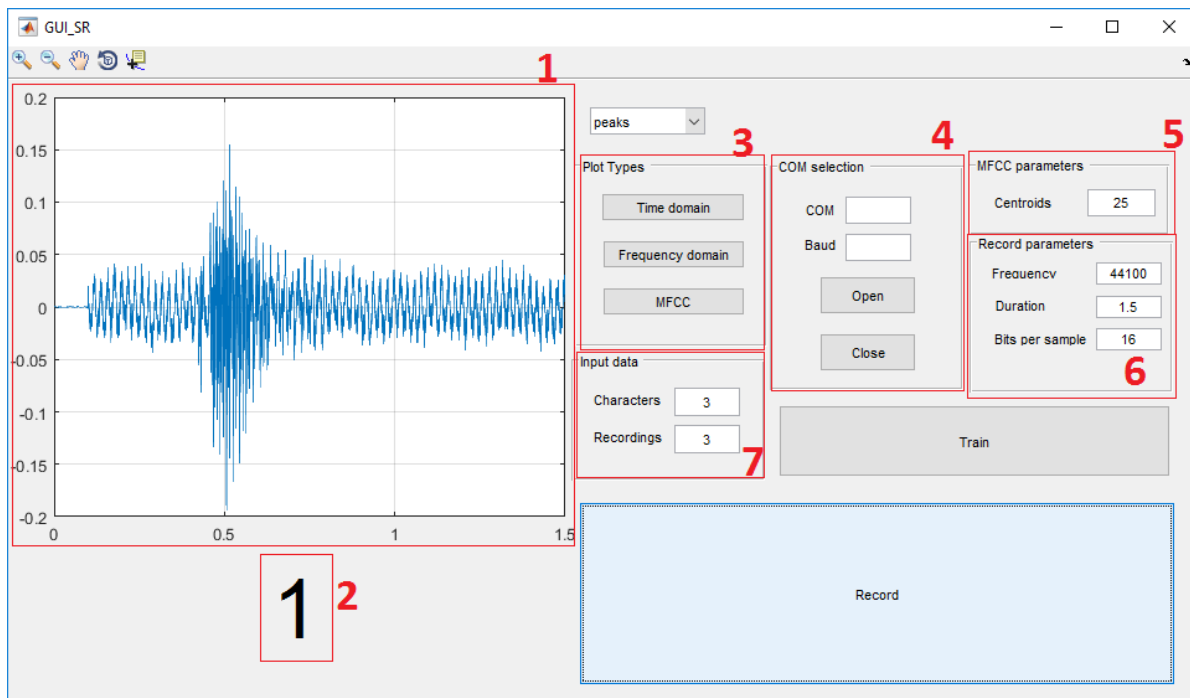 GUI_SR
1
0.2
0.15
0.1
0.05
0
-0.05
-0.1
-0.15
-0.2
0 0.5 1 1.5
1 2
peaks
3
Plot Types
Time domain
Frequency domain
MFCC
4
COM selection
COM
Baud
Open
Close
5
MFCC parameters
Centroids 25
Record parameters
Frequency 44100
Duration 1.5
Bits per sample 16
6
Input data
Characters 3
Recordings 3
7
Train
Record